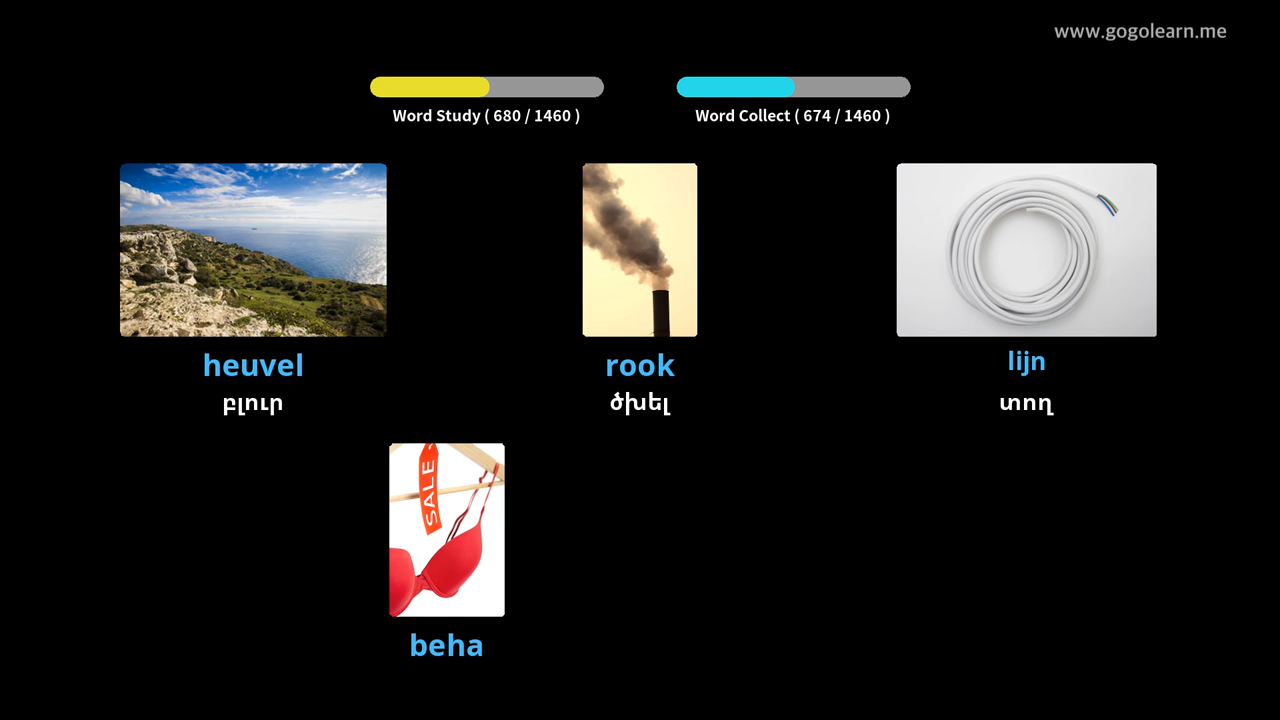 www.gogolearn.me
Word Study ( 680 / 1460 )
Word Collect ( 674 / 1460 )
heuvel
rook
lijn
բլուր
ծխել
տող
SALE
beha